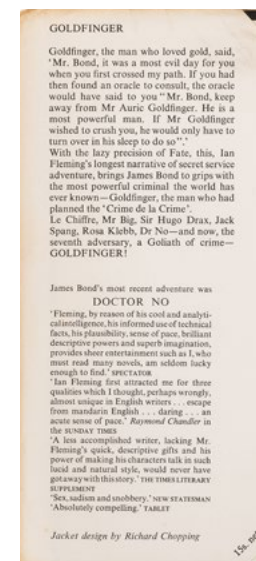 GOLDFINGER
Goldfinger, the man who loved gold, said,
'Mr. Bond, it was a most evil day for you
when you first crossed my path. If you had
then found an oracle to consult, the oracle
would have said to you "Mr. Bond, keep
away from Mr Auric Goldfinger. He is a
most powerful man. If Mr Goldfinger
wished to crush you, he would only have to
turn over in his sleep to do so".'
With the lazy precision of Fate, this, Ian
Fleming's longest narrative of secret service
adventure, brings James Bond to grips with
the most powerful criminal the world has
ever known—Goldfinger, the man who had
planned the 'Crime de la Crime'.
Le Chiffre, Mr Big, Sir Hugo Drax, Jack
Spang, Rosa Klebb, Dr No—and now, the
seventh adversary, a Goliath of crime—
GOLDFINGER!
James Bond's most recent adventure was
DOCTOR NO
'Fleming, by reason of his cool and analyti-
cal intelligence, his informed use of technical
facts, his plausibility, sense of pace, brilliant
descriptive powers and superb imagination,
provides sheer entertainment such as I, who
must read many novels, am seldom lucky
enough to find.' SPECTATOR
'Ian Fleming first attracted me for three
qualities which I thought, perhaps wrongly,
almost unique in English writers . . . escape
from mandarin English . . . daring . . . an
acute sense of pace.' Raymond Chandler in
the SUNDAY TIMES
'A less accomplished writer, lacking Mr.
Fleming's quick, descriptive gifts and his
power of making his characters talk in such
lucid and natural style, would never have
got away with this story.' THE TIMES LITERARY
SUPPLEMENT
'Sex, sadism and snobbery.' NEW STATESMAN
'Absolutely compelling.' TABLET
Jacket design by Richard Chopping
15s. net